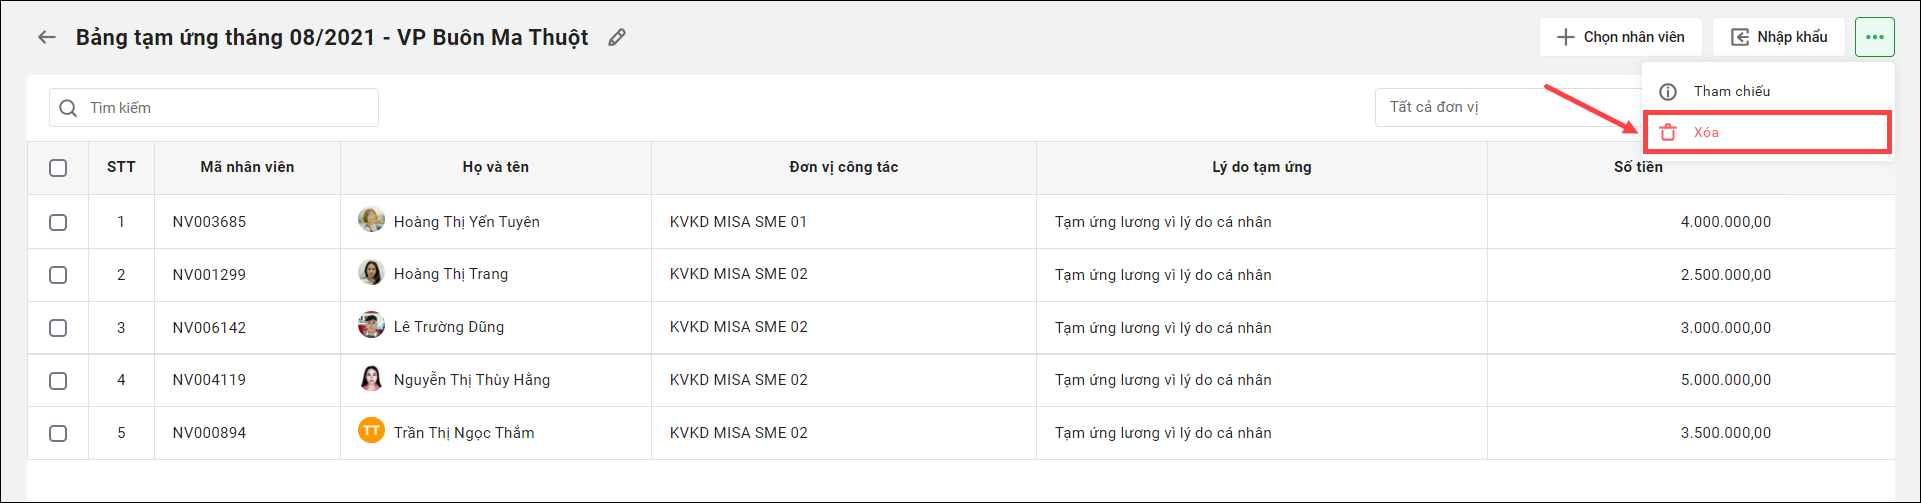 Bảng tạm ứng tháng 08/2021 - VP Buôn Ma Thuột
Chọn nhân viên
Nhập khẩu
Tham chiếu
Xóa
Tìm kiếm
Tất cả đơn vị
STT Mã nhân viên Họ và tên Đơn vị công tác Lý do tạm ứng Số tiền
1 NV003685 Hoàng Thị Yến Tuyên KVKD MISA SME 01 Tạm ứng lương vì lý do cá nhân 4.000.000,00
2 NV001299 Hoàng Thị Trang KVKD MISA SME 02 Tạm ứng lương vì lý do cá nhân 2.500.000,00
3 NV006142 Lê Trường Dũng KVKD MISA SME 02 Tạm ứng lương vì lý do cá nhân 3.000.000,00
4 NV004119 Nguyễn Thị Thùy Hằng KVKD MISA SME 02 Tạm ứng lương vì lý do cá nhân 5.000.000,00
5 NV000894 TT Trần Thị Ngọc Thắm KVKD MISA SME 02 Tạm ứng lương vì lý do cá nhân 3.500.000,00